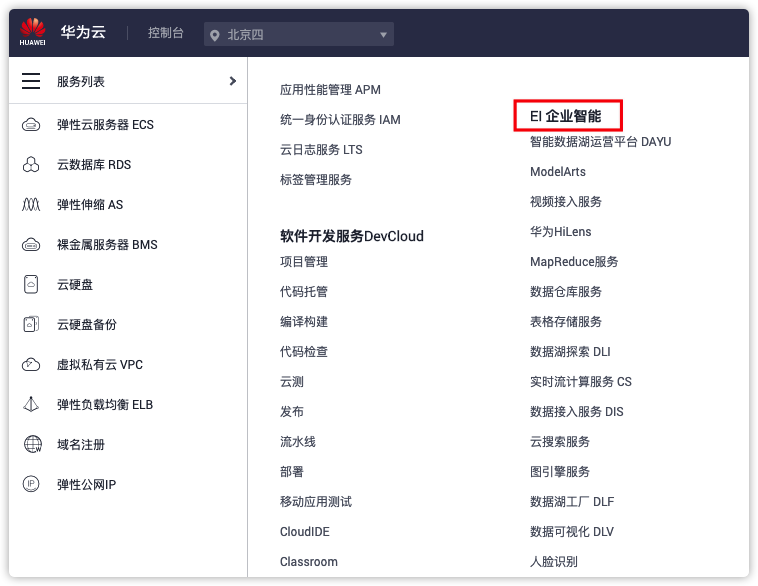 HUAWEI
华为云
控制台
北京四
服务列表
弹性云服务器 ECS
云数据库 RDS
弹性伸缩 AS
裸金属服务器 BMS
云硬盘
云硬盘备份
虚拟私有云 VPC
弹性负载均衡 ELB
域名注册
IP
弹性公网IP
应用性能管理 APM
统一身份认证服务 IAM
云日志服务 LTS
标签管理服务
软件开发服务DevCloud
项目管理
代码托管
编译构建
代码检查
云测
发布
流水线
部署
移动应用测试
CloudIDE
Classroom
EI 企业智能
智能数据湖运营平台 DAYU
ModelArts
视频接入服务
华为HiLens
MapReduce服务
数据仓库服务
表格存储服务
数据湖探索 DLI
实时流计算服务 CS
数据接入服务 DIS
云搜索服务
图引擎服务
数据湖工厂 DLF
数据可视化 DLV
人脸识别